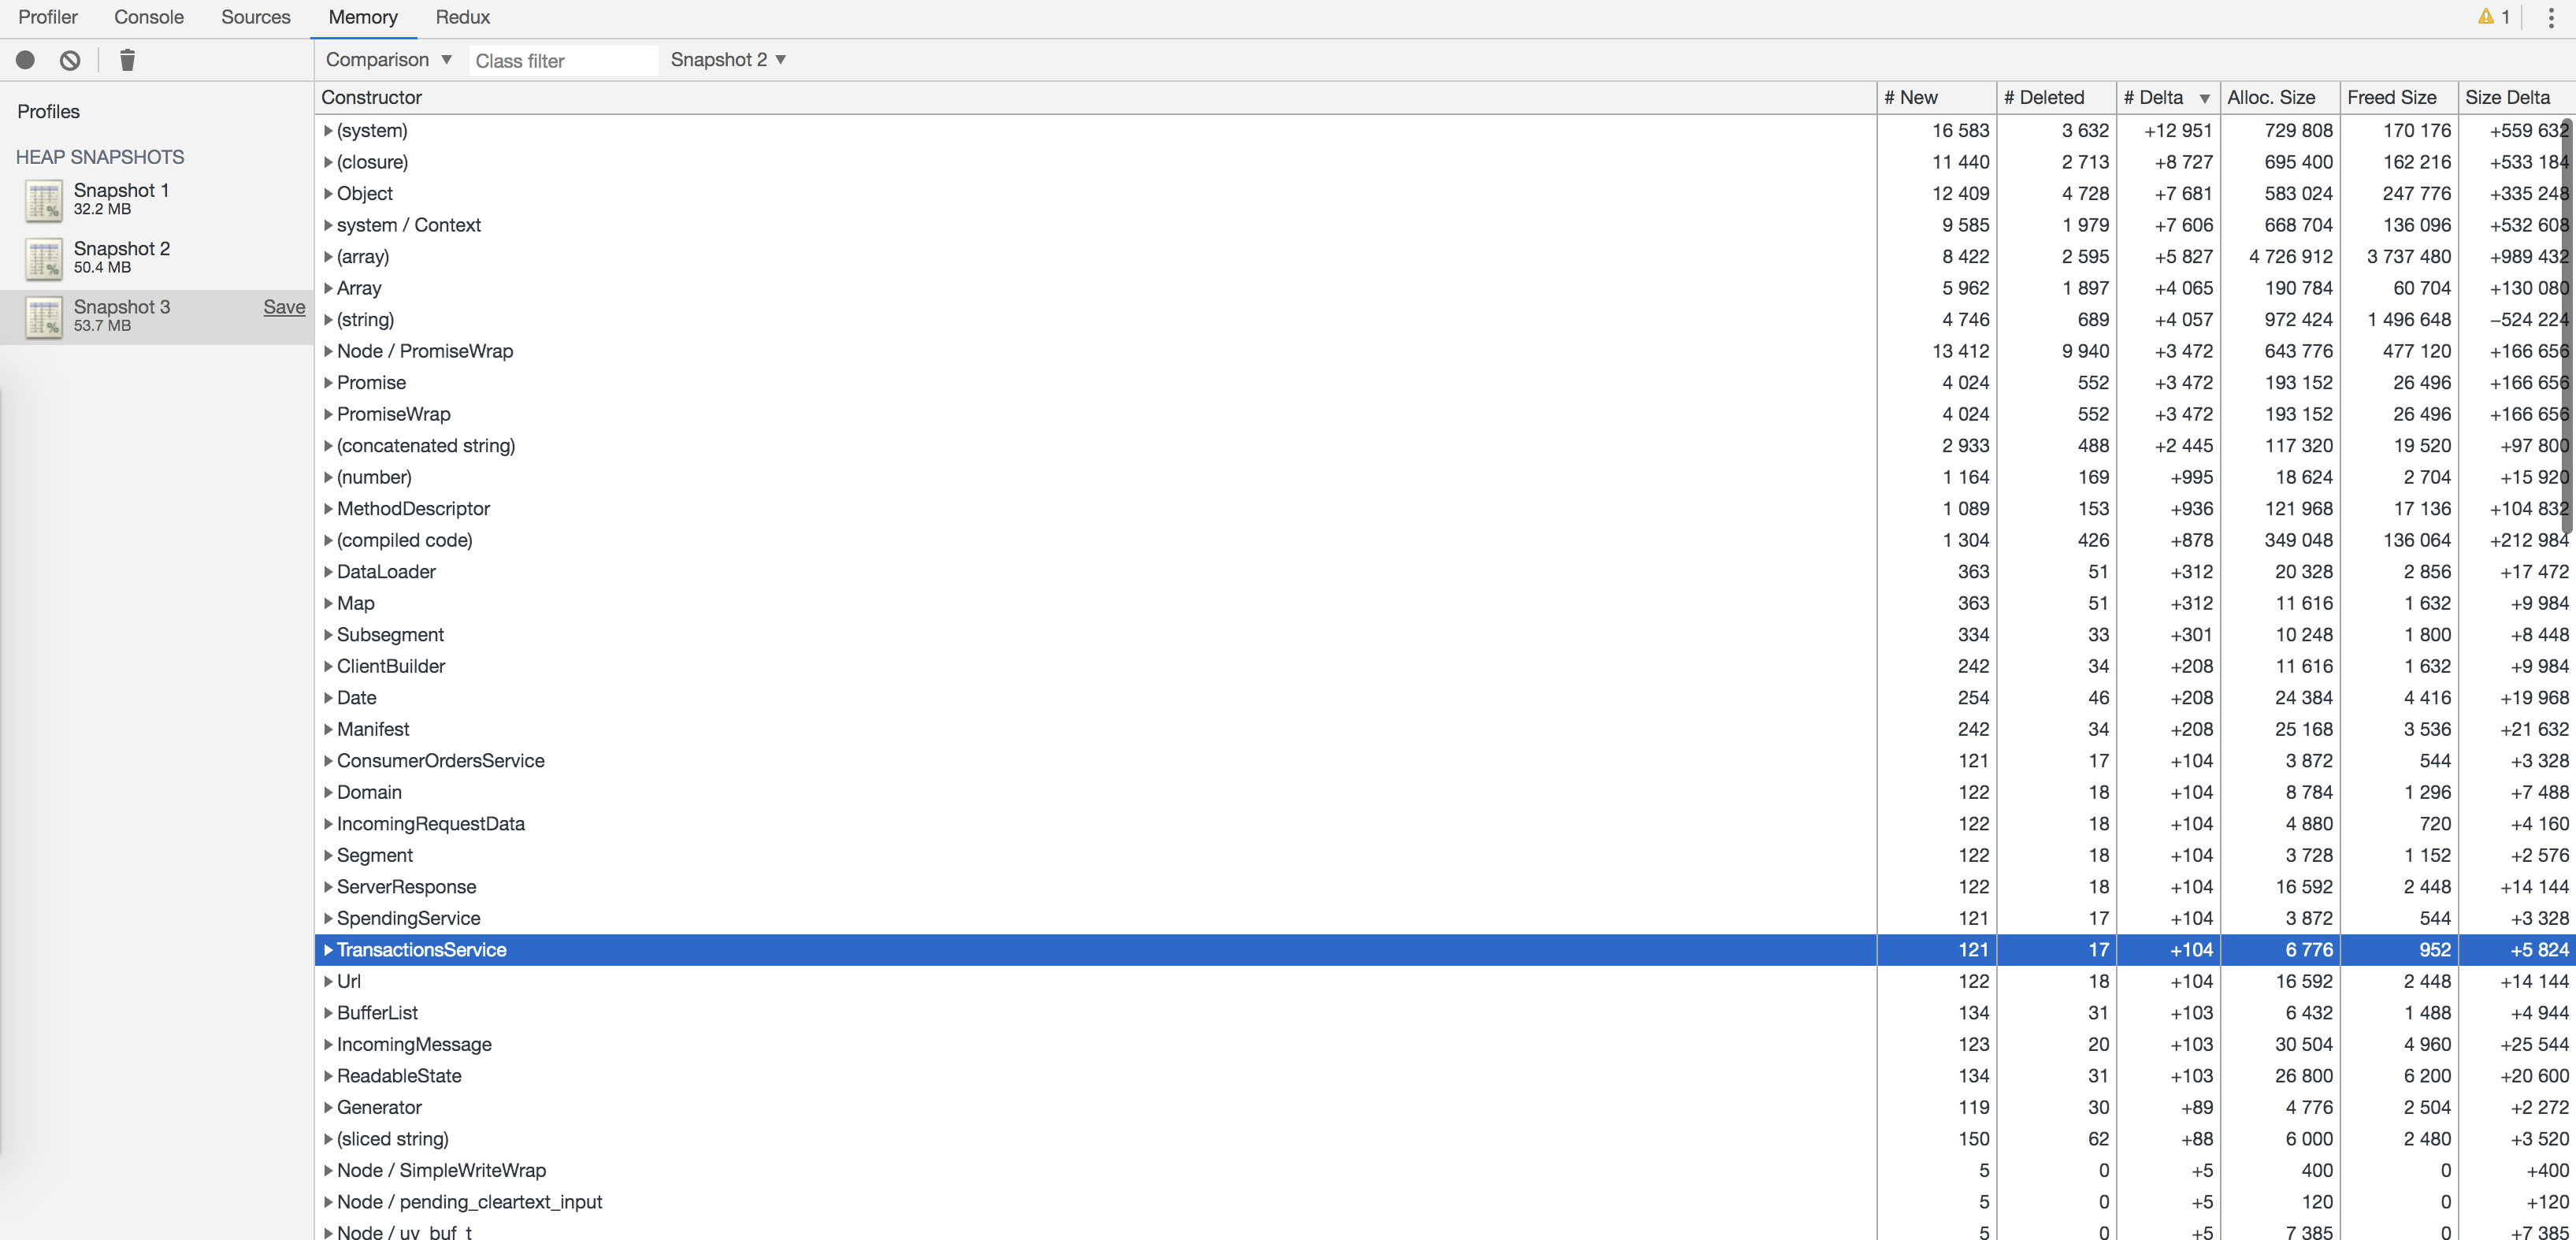 Profiler Console Sources Memory Redux 1
Comparison ▼ Class filter Snapshot 2 ▼
Profiles
HEAP SNAPSHOTS
Snapshot 1
32.2 MB
Snapshot 2
50.4 MB
Snapshot 3 Save
53.7 MB
Constructor # New # Deleted # Delta ▼ Alloc. Size Freed Size Size Delta
(system) 16 583 3 632 +12 951 729 808 170 176 +559 632
(closure) 11 440 2 713 +8 727 695 400 162 216 +533 184
Object 12 409 4 728 +7 681 583 024 247 776 +335 248
system / Context 9 585 1 979 +7 606 668 704 136 096 +532 608
(array) 8 422 2 595 +5 827 4 726 912 3 737 480 +989 432
Array 5 962 1 897 +4 065 190 784 60 704 +130 080
(string) 4 746 689 +4 057 972 424 1 496 648 −524 224
Node / PromiseWrap 13 412 9 940 +3 472 643 776 477 120 +166 656
Promise 4 024 552 +3 472 193 152 26 496 +166 656
PromiseWrap 4 024 552 +3 472 193 152 26 496 +166 656
(concatenated string) 2 933 488 +2 445 117 320 19 520 +97 800
(number) 1 164 169 +995 18 624 2 704 +15 920
MethodDescriptor 1 089 153 +936 121 968 17 136 +104 832
(compiled code) 1 304 426 +878 349 048 136 064 +212 984
DataLoader 363 51 +312 20 328 2 856 +17 472
Map 363 51 +312 11 616 1 632 +9 984
Subsegment 334 33 +301 10 248 1 800 +8 448
ClientBuilder 242 34 +208 11 616 1 632 +9 984
Date 254 46 +208 24 384 4 416 +19 968
Manifest 242 34 +208 25 168 3 536 +21 632
ConsumerOrdersService 121 17 +104 3 872 544 +3 328
Domain 122 18 +104 8 784 1 296 +7 488
IncomingRequestData 122 18 +104 4 880 720 +4 160
Segment 122 18 +104 3 728 1 152 +2 576
ServerResponse 122 18 +104 16 592 2 448 +14 144
SpendingService 121 17 +104 3 872 544 +3 328
TransactionsService 121 17 +104 6 776 952 +5 824
Url 122 18 +104 16 592 2 448 +14 144
BufferList 134 31 +103 6 432 1 488 +4 944
IncomingMessage 123 20 +103 30 504 4 960 +25 544
ReadableState 134 31 +103 26 800 6 200 +20 600
Generator 119 30 +89 4 776 2 504 +2 272
(sliced string) 150 62 +88 6 000 2 480 +3 520
Node / SimpleWriteWrap 5 0 +5 400 0 +400
Node / pending_cleartext_input 5 0 +5 120 0 +120
Node / uv_buf_t 5 0 +5 7 385 0 +7 385